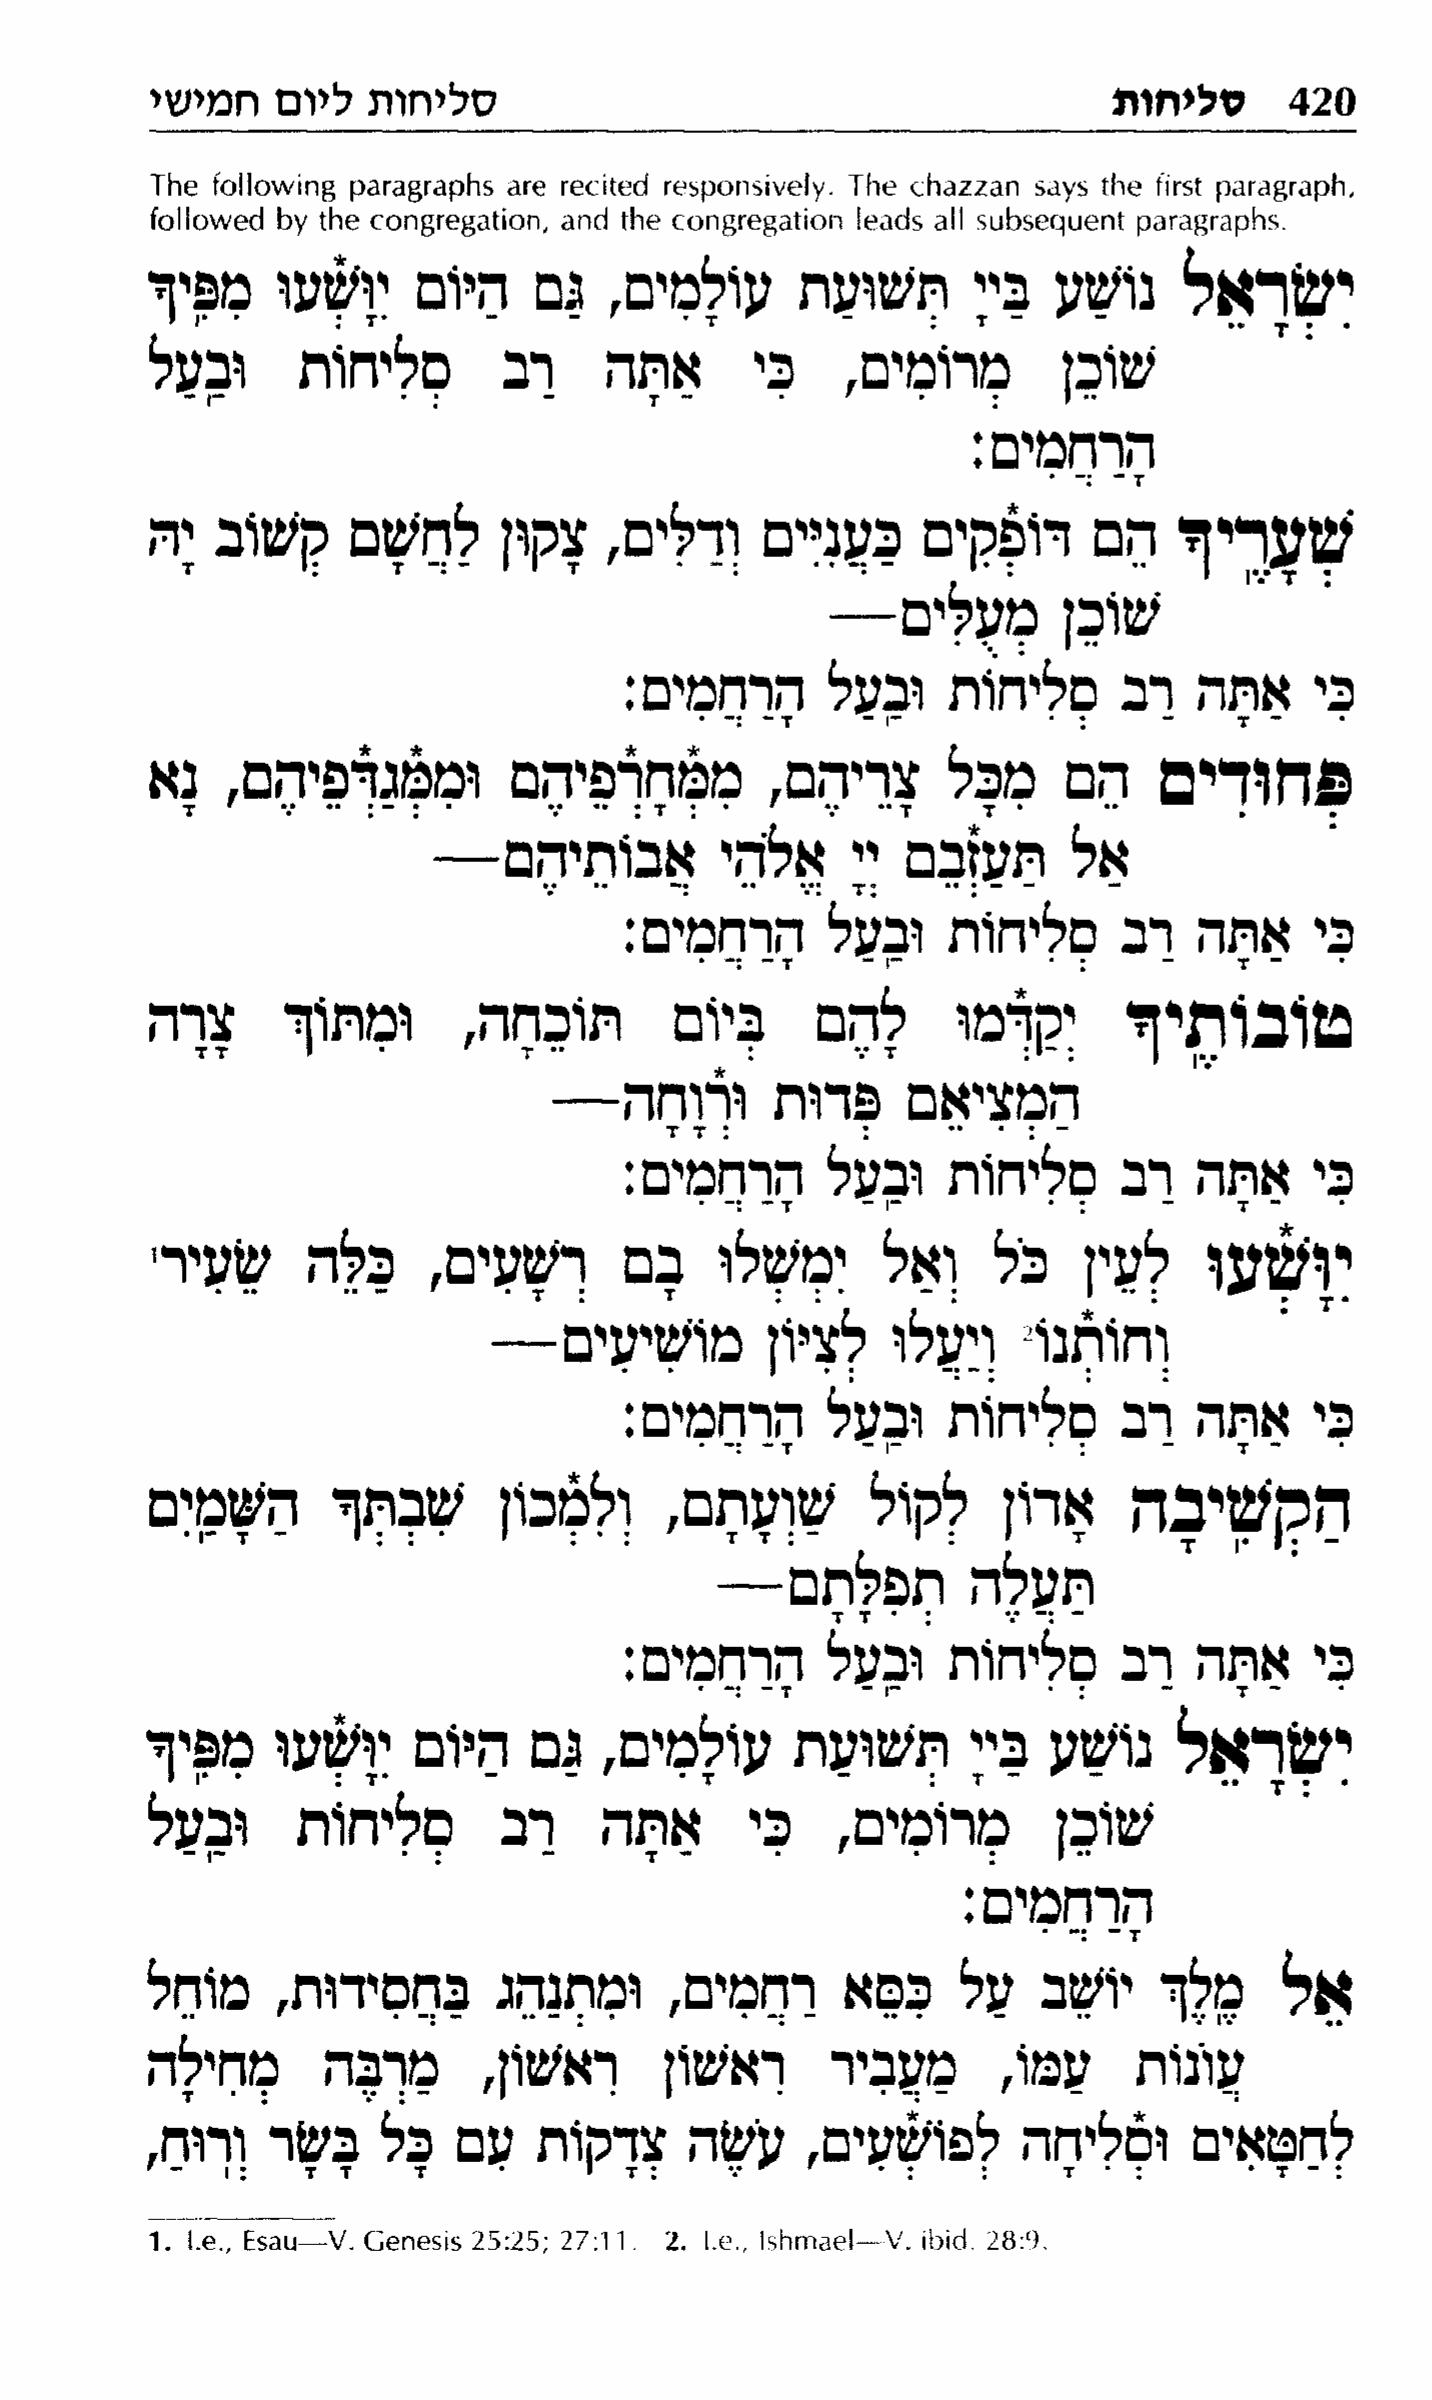 420 סליחות סליחות ליום חמישי
The following paragraphs are recited responsively. The chazzan says the first paragraph,
followed by the congregation, and the congregation leads all subsequent paragraphs.
יִשְׂרָאֵל נוֹשַׁע בַּייָ תְּשׁוּעַת עוֹלָמִים, גַּם הַיּוֹם יִוָּשְׁ*עוּ מִפִּיךָ
שׁוֹכֵן מְרוֹמִים, כִּי אַתָּה רַב סְלִיחוֹת וּבַעַל
הָרַחֲמִים:
שְׁעָרֶיךָ הֵם דּוֹפְ*קִים כַּעֲנִיִּים וְדַלִּים, צָקוּן לַחֲשָׁם קְשׁוֹב יָהּ
שׁוֹכֵן מְעֻלִּים—
כִּי אַתָּה רַב סְלִיחוֹת וּבַעַל הָרַחֲמִים:
פְּחוּדִים הֵם מִכָּל צָרֵיהֶם, מִמְּ*חָרְ*פֵיהֶם וּמִמְּ*גַדְּ*פֵיהֶם, נָא
אַל תַּעַזְ*בֵם יְיָ אֱלֹהֵי אֲבוֹתֵיהֶם—
כִּי אַתָּה רַב סְלִיחוֹת וּבַעַל הָרַחֲמִים:
טוֹבוֹתֶיךָ יְקַדְּ*מוּ לָהֶם בְּיוֹם תּוֹכֵחָה, וּמִתּוֹךְ צָרָה
הַמְצִיאֵם פְּדוּת וּרְ*וָחָה—
כִּי אַתָּה רַב סְלִיחוֹת וּבַעַל הָרַחֲמִים:
יִוָּשְׁ*עוּ לְעֵין כֹּל וְאַל יִמְשְׁלוּ בָם רְשָׁעִים, כַּלֵּה שֵׂעִיר1
וְחוֹתְ*נוֹ2 וְיַעֲלוּ לְצִיּוֹן מוֹשִׁיעִים—
כִּי אַתָּה רַב סְלִיחוֹת וּבַעַל הָרַחֲמִים:
הַקְשִׁיבָה אָדוֹן לְקוֹל שַׁוְעָתָם, וְלִמְ*כוֹן שִׁבְתְּךָ הַשָּׁמַיִם
תַּעֲלֶה תְפִלָּתָם—
כִּי אַתָּה רַב סְלִיחוֹת וּבַעַל הָרַחֲמִים:
יִשְׂרָאֵל נוֹשַׁע בַּייָ תְּשׁוּעַת עוֹלָמִים, גַּם הַיּוֹם יִוָּשְׁ*עוּ מִפִּיךָ
שׁוֹכֵן מְרוֹמִים, כִּי אַתָּה רַב סְלִיחוֹת וּבַעַל
הָרַחֲמִים:
אֵל מֶלֶךְ יוֹשֵׁב עַל כִּסֵּא רַחֲמִים, וּמִתְנַהֵג בַּחֲסִידוּת, מוֹחֵל
עֲוֹנוֹת עַמּוֹ, מַעֲבִיר רִאשׁוֹן רִאשׁוֹן, מַרְבֶּה מְחִילָה
לְחַטָּאִים וּסְ*לִיחָה לְפוֹשְׁ*עִים, עֹשֶׂה צְדָקוֹת עִם כָּל בָּשָׂר וְרוּחַ,
1. I.e., Esau—V. Genesis 25:25; 27:11. 2. I.e., Ishmael—V. ibid. 28:9.